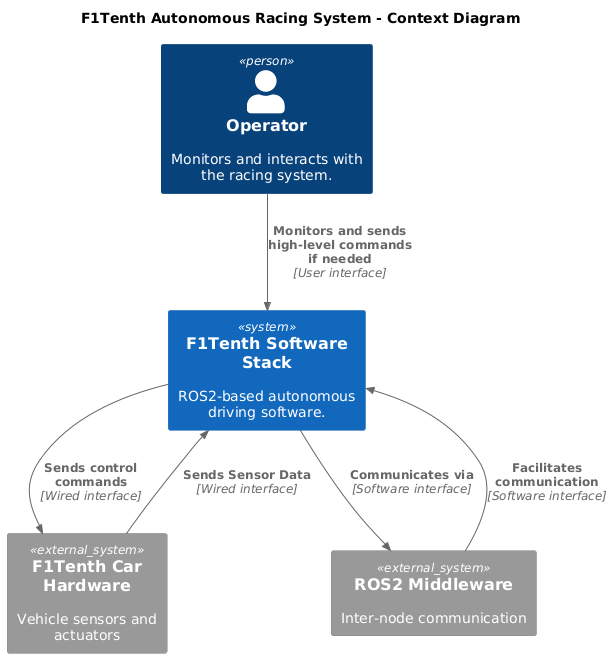 F1Tenth Autonomous Racing System - Context Diagram
«person»
Operator
Monitors and interacts with
the racing system.
Monitors and sends
high-level commands
if needed
[User interface]
«system»
F1Tenth Software
Stack
ROS2-based autonomous
driving software.
Sends control
commands
[Wired interface]
Sends Sensor Data
[Wired interface]
Communicates via
[Software interface]
Facilitates
communication
[Software interface]
«external_system»
F1Tenth Car
Hardware
Vehicle sensors and
actuators
«external_system»
ROS2 Middleware
Inter-node communication